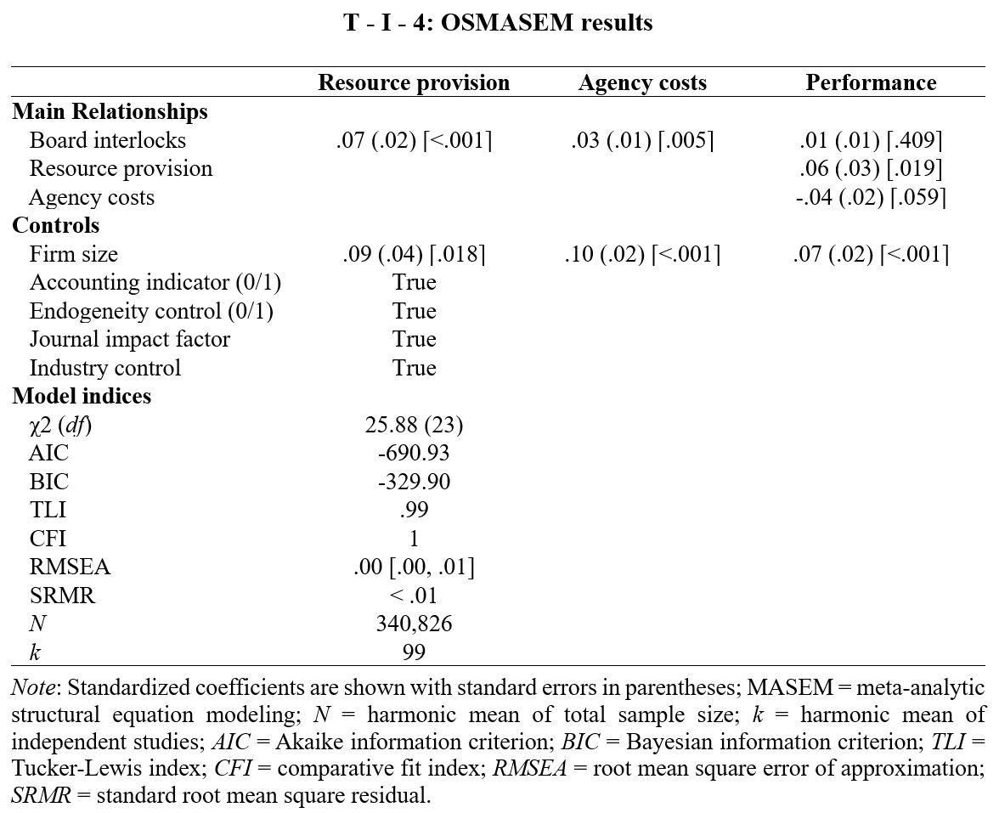 T - I - 4: OSMASEM results
Resource provision Agency costs Performance
Main Relationships
Board interlocks .07 (.02) [<.001] .03 (.01) [.005] .01 (.01) [.409]
Resource provision .06 (.03) [.019]
Agency costs -.04 (.02) [.059]
Controls
Firm size .09 (.04) [.018] .10 (.02) [<.001] .07 (.02) [<.001]
Accounting indicator (0/1) True
Endogeneity control (0/1) True
Journal impact factor True
Industry control True
Model indices
χ2 (df) 25.88 (23)
AIC -690.93
BIC -329.90
TLI .99
CFI 1
RMSEA .00 [.00, .01]
SRMR < .01
N 340,826
k 99
Note: Standardized coefficients are shown with standard errors in parentheses; MASEM = meta-analytic
structural equation modeling; N = harmonic mean of total sample size; k = harmonic mean of
independent studies; AIC = Akaike information criterion; BIC = Bayesian information criterion; TLI =
Tucker-Lewis index; CFI = comparative fit index; RMSEA = root mean square error of approximation;
SRMR = standard root mean square residual.